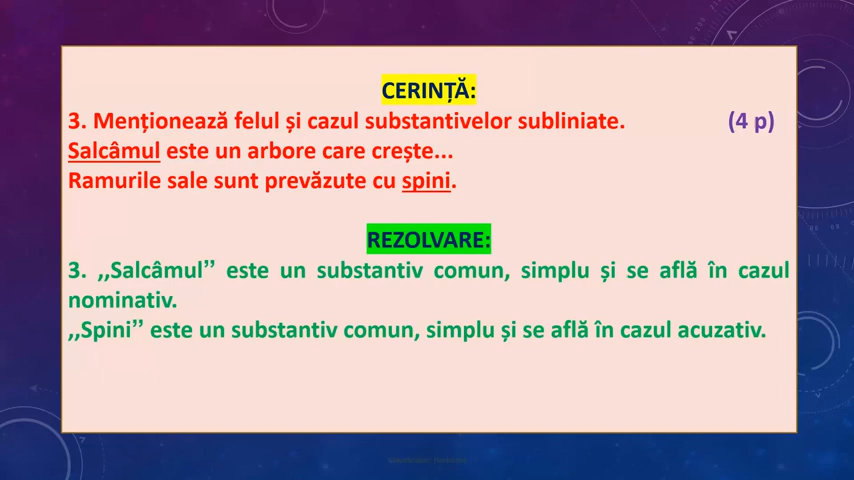 CERINȚĂ:
3. Menționează felul și cazul substantivelor subliniate. (4 p)
Salcâmul este un arbore care crește...
Ramurile sale sunt prevăzute cu spini.
REZOLVARE:
3. ,,Salcâmul” este un substantiv comun, simplu și se află în cazul
nominativ.
,,Spini” este un substantiv comun, simplu și se află în cazul acuzativ.